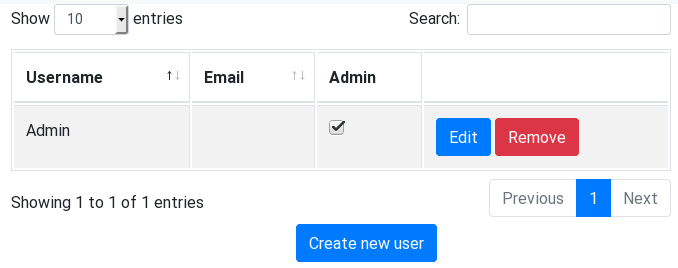 Show 10 entries Search:
Username Email Admin
Admin Edit Remove
Showing 1 to 1 of 1 entries Previous 1 Next
Create new user